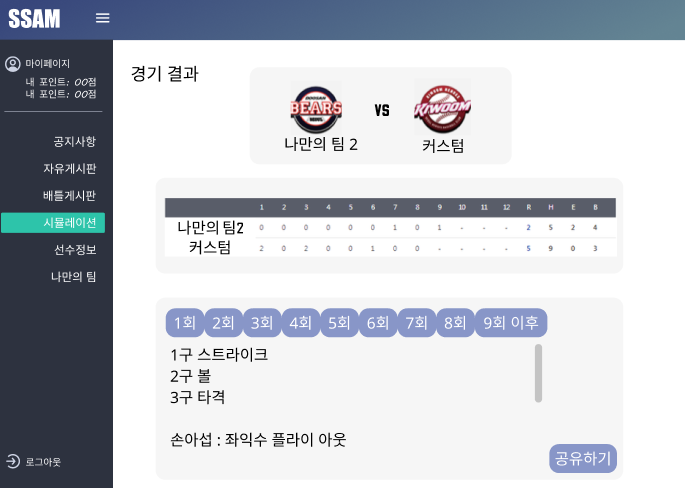 SSAM
마이페이지
내 포인트: 00점
내 포인트: 00점
공지사항
자유게시판
배틀게시판
시뮬레이션
선수정보
나만의 팀
로그아웃
경기 결과
BEARS
VS
KIWOOM
나만의 팀 2
커스텀
1 2 3 4 5 6 7 8 9 10 11 12 R H E B
나만의 팀2 0 0 0 0 0 0 1 0 1 - - - 2 5 2 4
커스텀 2 0 2 0 0 1 0 0 - - - - 5 9 0 3
1회 2회 3회 4회 5회 6회 7회 8회 9회 이후
1구 스트라이크
2구 볼
3구 타격
손아섭 : 좌익수 플라이 아웃
공유하기